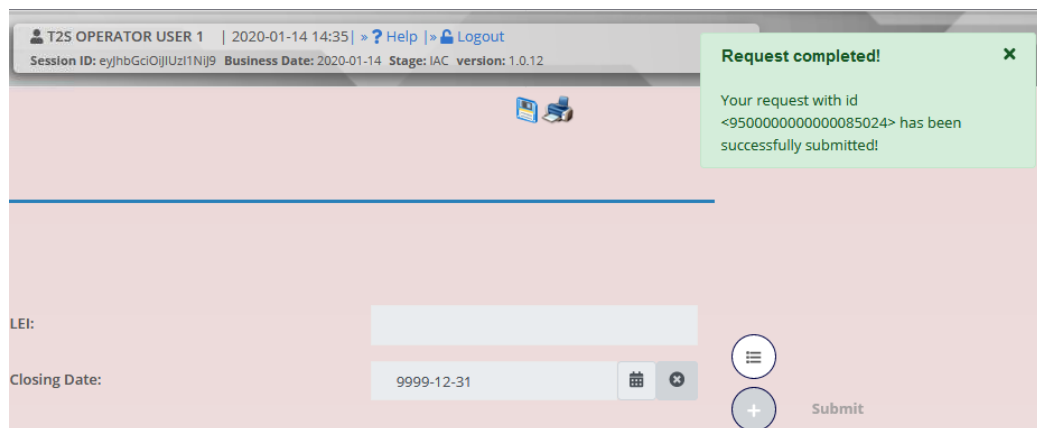 T2S OPERATOR USER 1 | 2020-01-14 14:35| » ? Help |» Logout
Session ID: eyJhbGciOiJIUzI1NiJ9 Business Date: 2020-01-14 Stage: IAC version: 1.0.12
Request completed!
Your request with id
<9500000000000085024> has been
successfully submitted!
LEI:
Closing Date: 9999-12-31
Submit